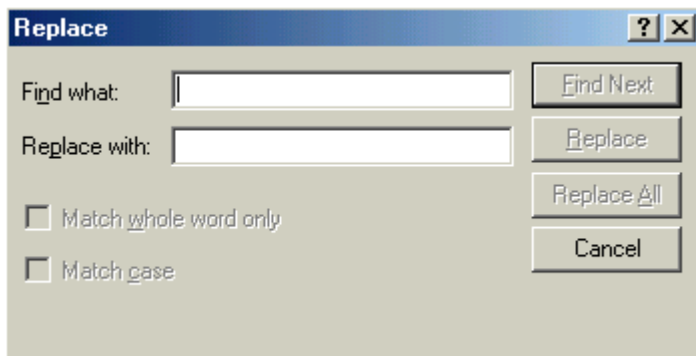 Replace
Find what:
Find Next
Replace with:
Replace
Replace All
Match whole word only
Cancel
Match case